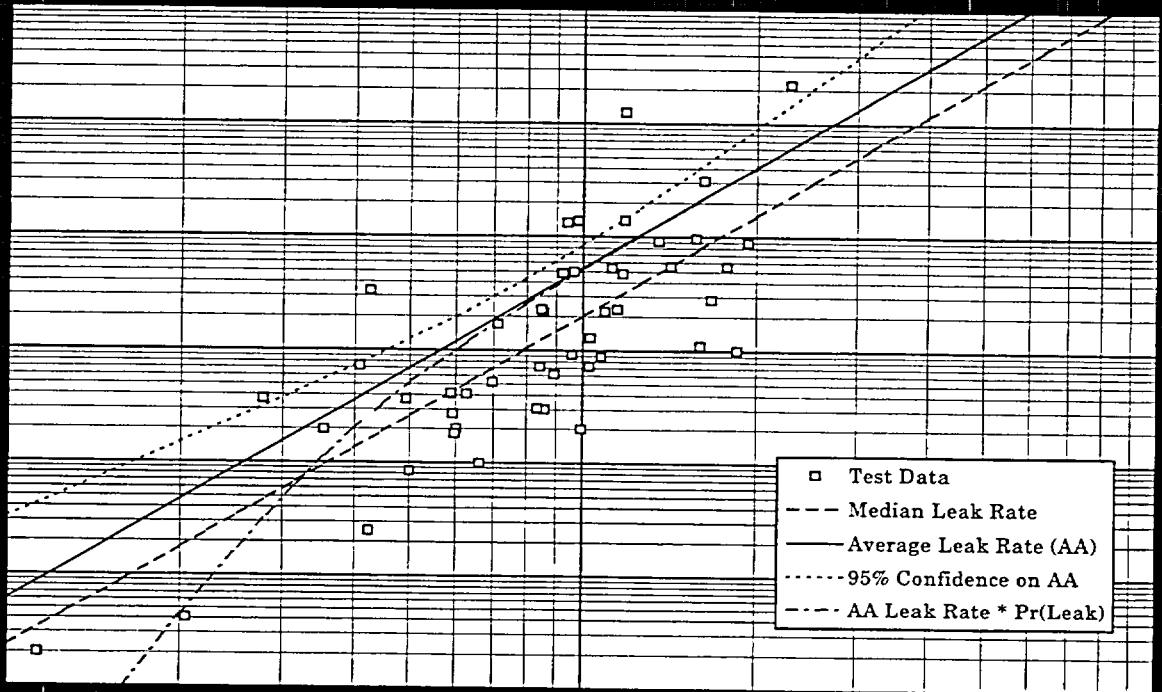 Test Data
Median Leak Rate
Average Leak Rate (AA)
95% Confidence on AA
AA Leak Rate * Pr(Leak)